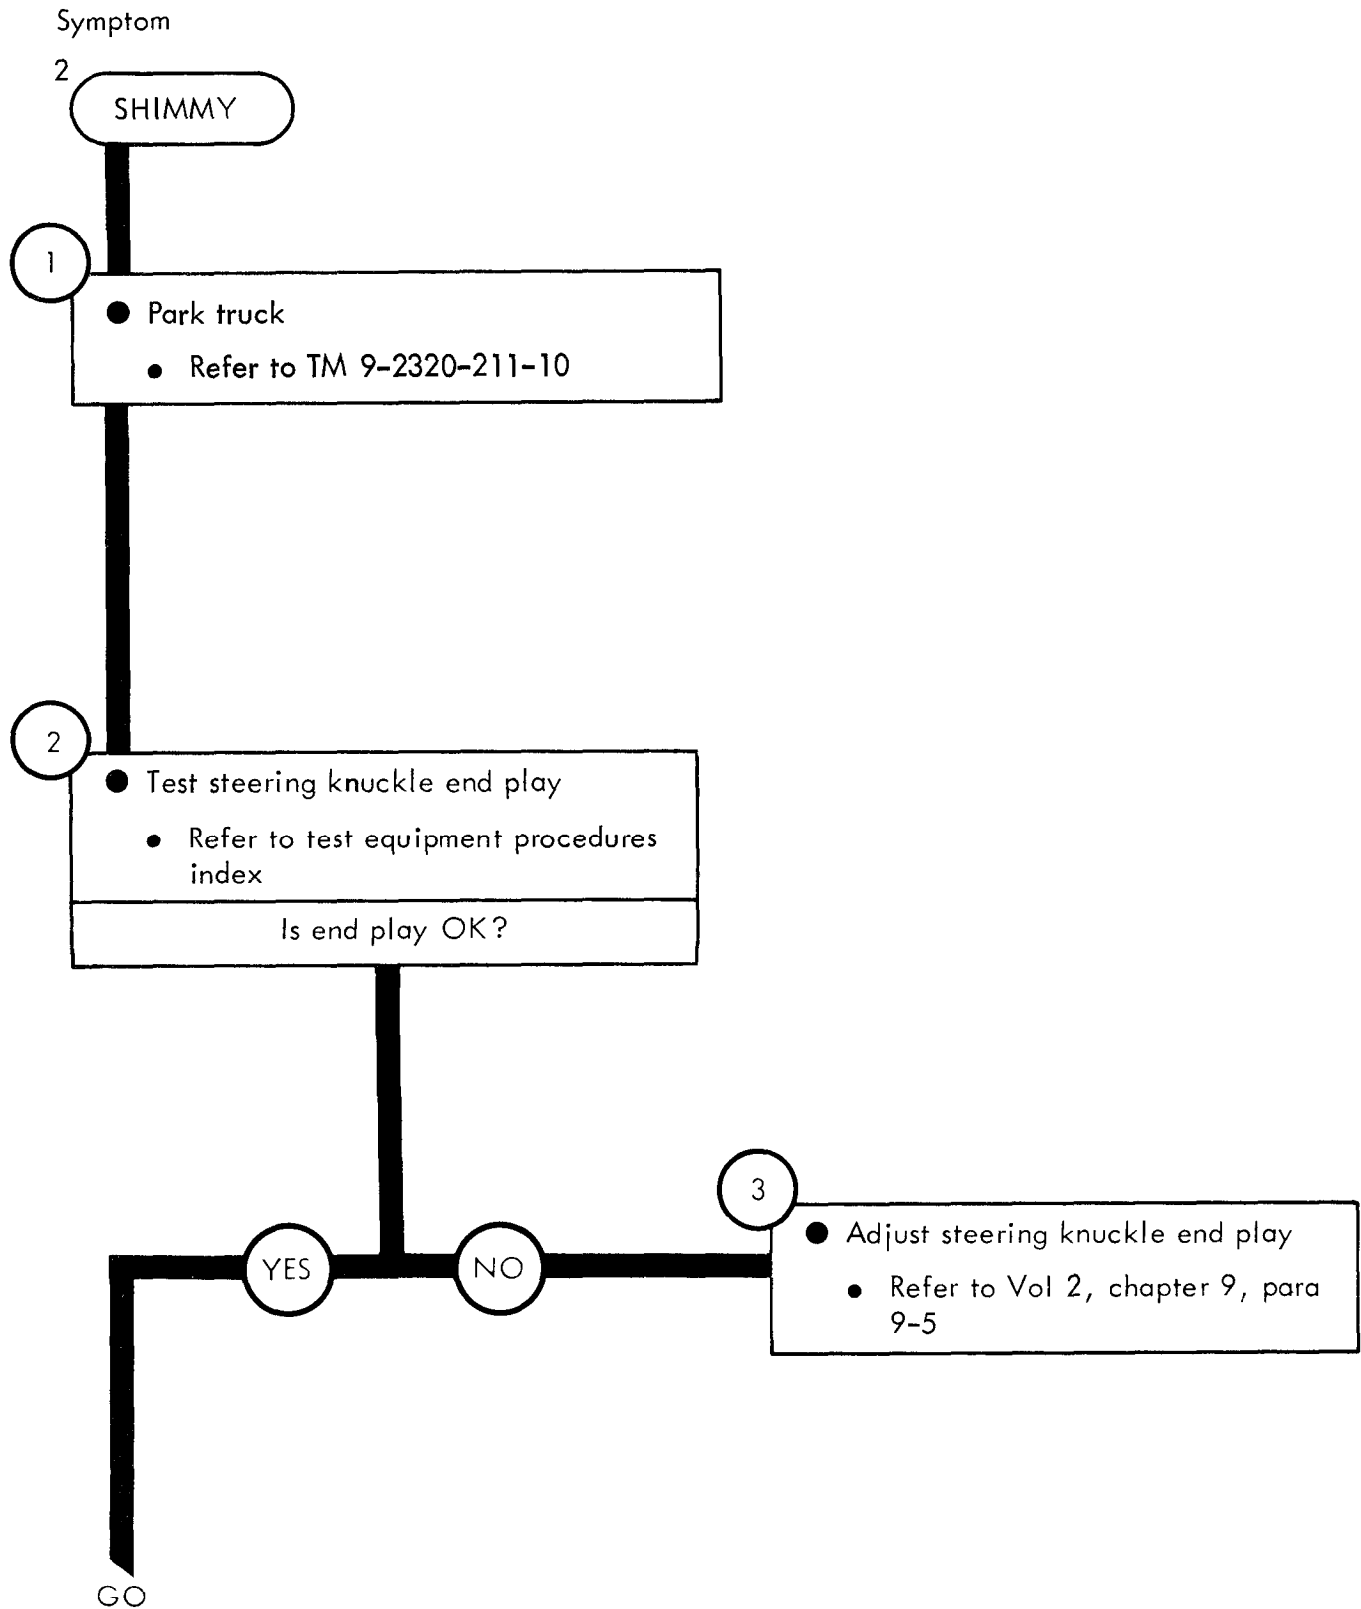 Symptom
2
SHIMMY
1
● Park truck
● Refer to TM 9-2320-211-10
2
● Test steering knuckle end play
● Refer to test equipment procedures
index
Is end play OK?
YES
NO
3
● Adjust steering knuckle end play
● Refer to Vol 2, chapter 9, para
9-5
GO